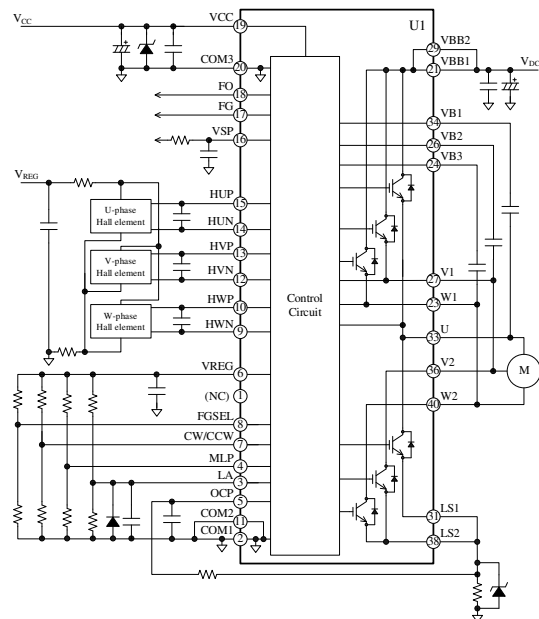 U1
VCC
VCC
19
VBB2
29
VDC
VBB1
21
COM3
20
FO
18
FG
17
VSP
16
VB1
34
VB2
26
VB3
24
VREG
U-phase
Hall element
HUP
15
HUN
14
V-phase
Hall element
HVP
13
HVN
12
W-phase
Hall element
HWP
10
HWN
9
Control
Circuit
V1
27
W1
23
U
33
V2
36
M
W2
40
VREG
6
(NC)
1
FGSEL
8
CW/CCW
7
MLP
4
LA
3
OCP
5
COM2
11
COM1
2
LS1
31
LS2
38